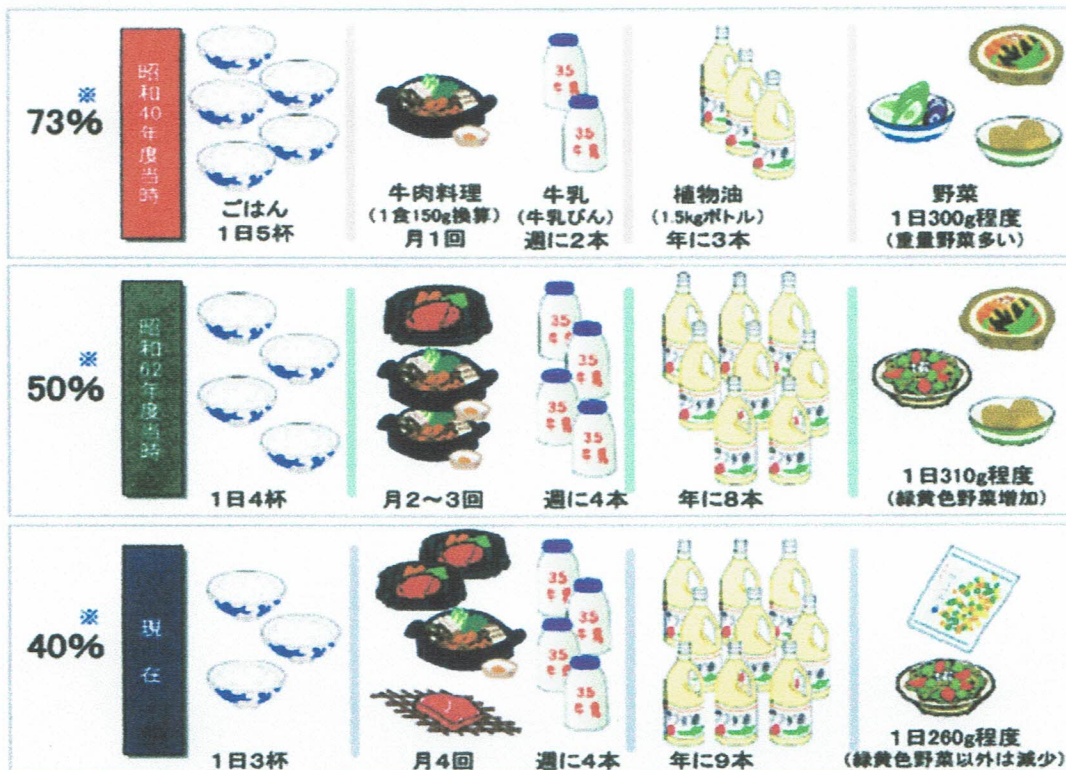 ※
73%
昭和40年度当時
ごはん
1日5杯
牛肉料理
(1食150g換算)
月1回
牛乳
(牛乳びん)
週に2本
植物油
(1.5kgボトル)
年に3本
野菜
1日300g程度
(重量野菜多い)
※
50%
昭和62年度当時
1日4杯
月2〜3回
週に4本
年に8本
1日310g程度
(緑黄色野菜増加)
※
40%
現在
1日3杯
月4回
週に4本
年に9本
1日260g程度
(緑黄色野菜以外は減少)